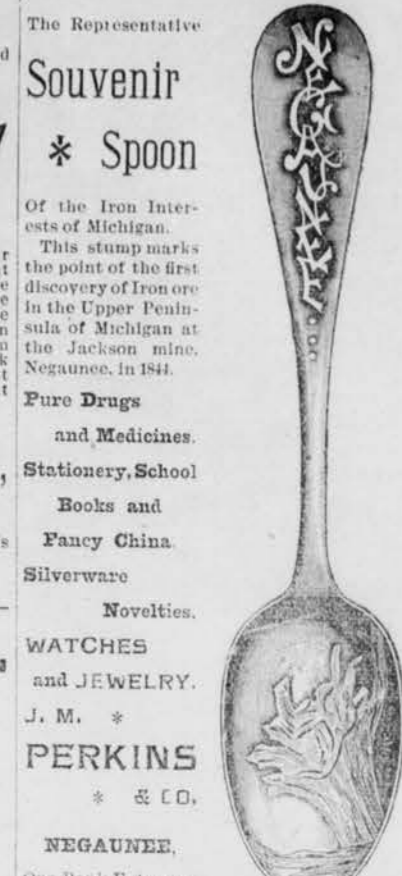 The Representative
Souvenir
* Spoon
Of the Iron Inter-
ests of Michigan.
This stump marks
the point of the first
discovery of Iron ore
in the Upper Penin-
sula of Michigan at
the Jackson mine,
Negaunee, in 1844.
Pure Drugs
and Medicines.
Stationery, School
Books and
Fancy China.
Silverware
Novelties.
WATCHES
and JEWELRY.
J. M. *
PERKINS
* & CO.
NEGAUNEE.
NEGAUNEE...